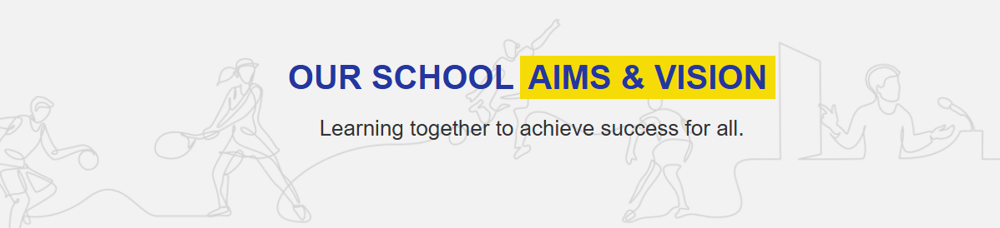 OUR SCHOOL AIMS & VISION
Learning together to achieve success for all.